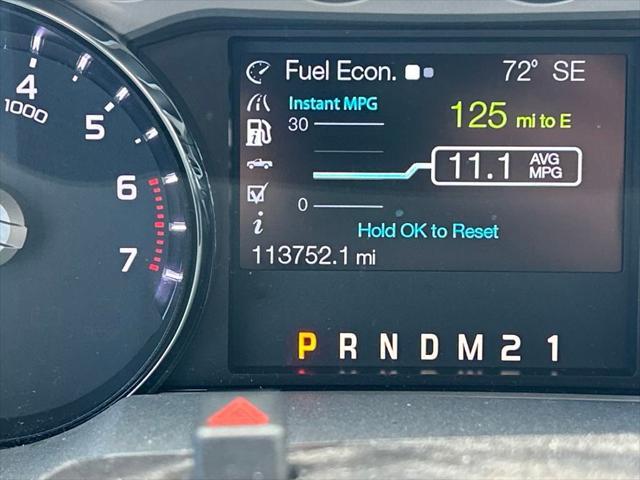 Fuel Econ. 72° SE
4
1000
5
6
7
Instant MPG
30
0
125 mi to E
11.1 AVG MPG
Hold OK to Reset
i
113752.1 mi
P R N D M 2 1